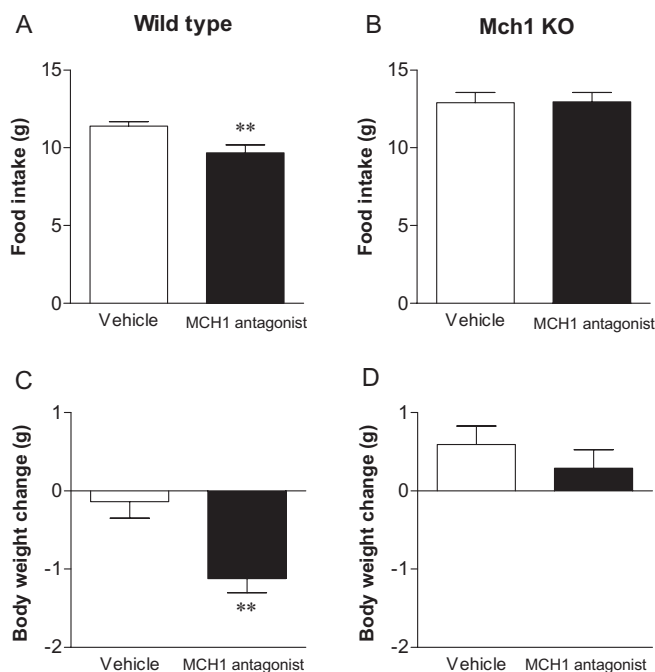 A
Wild type
B
Mch1 KO
Food intake (g)
15
10
5
0
**
Vehicle
MCH1 antagonist
Food intake (g)
15
10
5
0
Vehicle
MCH1 antagonist
C
Body weight change (g)
1
0
-1
-2
**
Vehicle
MCH1 antagonist
D
Body weight change (g)
1
0
-1
-2
Vehicle
MCH1 antagonist